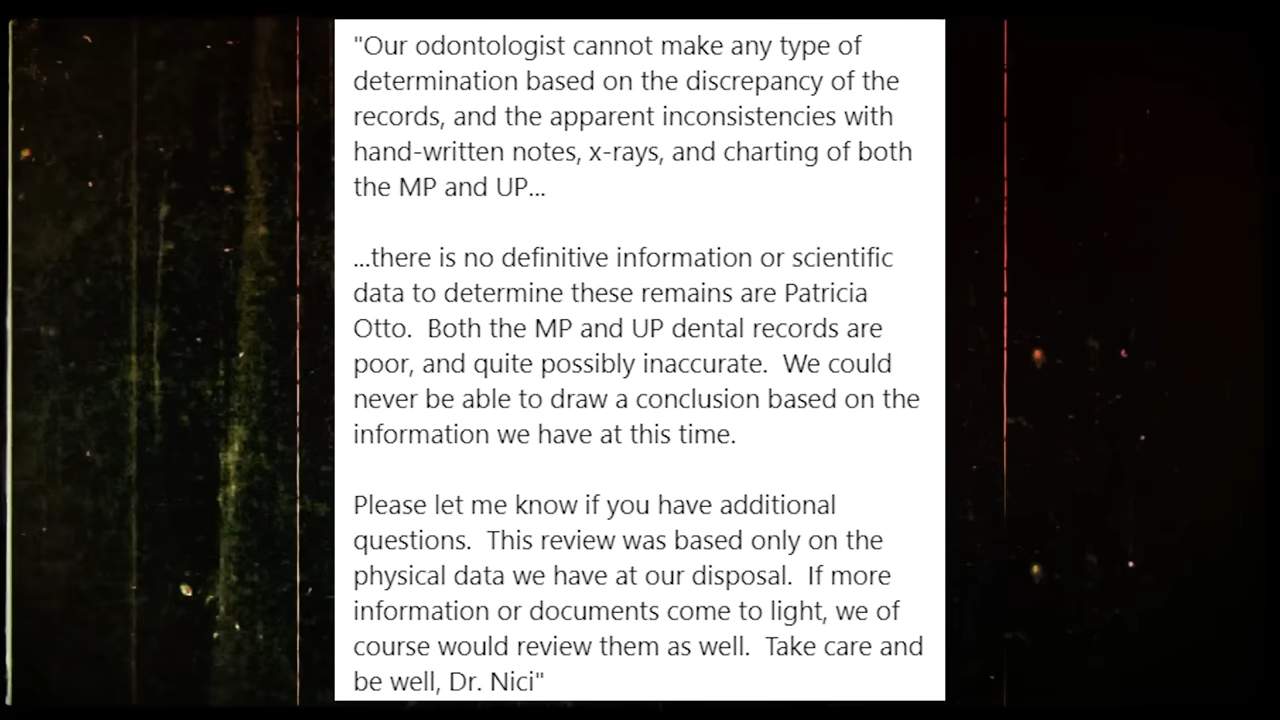 "Our odontologist cannot make any type of
determination based on the discrepancy of the
records, and the apparent inconsistencies with
hand-written notes, x-rays, and charting of both
the MP and UP...
...there is no definitive information or scientific
data to determine these remains are Patricia
Otto.  Both the MP and UP dental records are
poor, and quite possibly inaccurate.  We could
never be able to draw a conclusion based on the
information we have at this time.
Please let me know if you have additional
questions.  This review was based only on the
physical data we have at our disposal.  If more
information or documents come to light, we of
course would review them as well.  Take care and
be well, Dr. Nici"